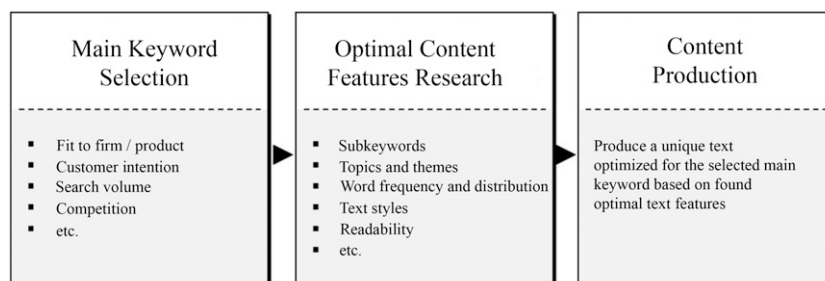 Main Keyword
Selection
▪ Fit to firm / product
▪ Customer intention
▪ Search volume
▪ Competition
▪ etc.
Optimal Content
Features Research
▪ Subkeywords
▪ Topics and themes
▪ Word frequency and distribution
▪ Text styles
▪ Readability
▪ etc.
Content
Production
Produce a unique text
optimized for the selected main
keyword based on found
optimal text features